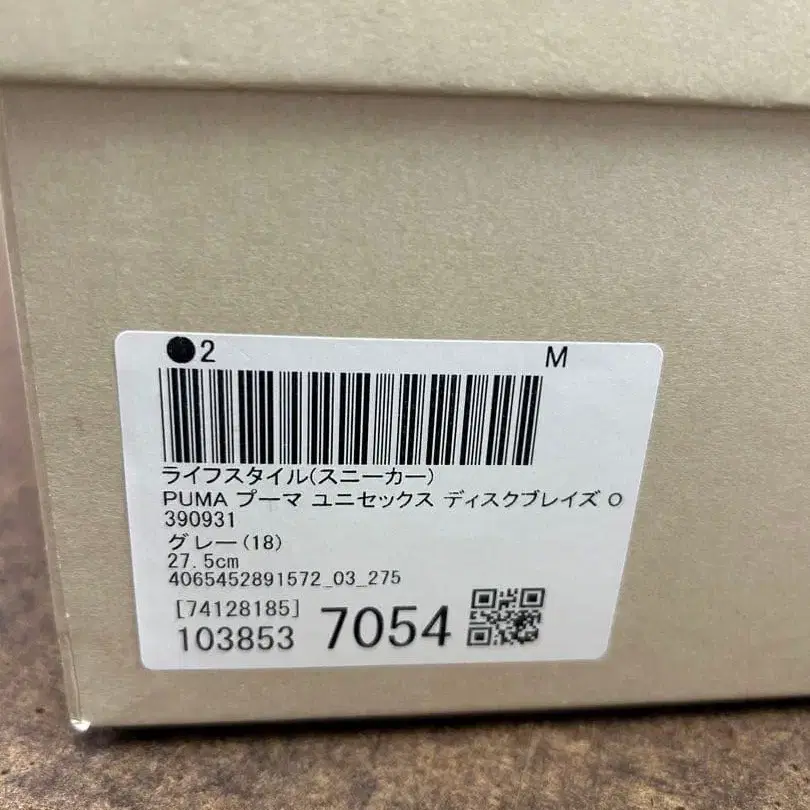 ●2 M
ライフスタイル(スニーカー)
PUMA プーマ ユニセックス ディスクブレイズ O
390931
グレー(18)
27.5cm
4065452891572_03_275
[74128185]
103853 7054